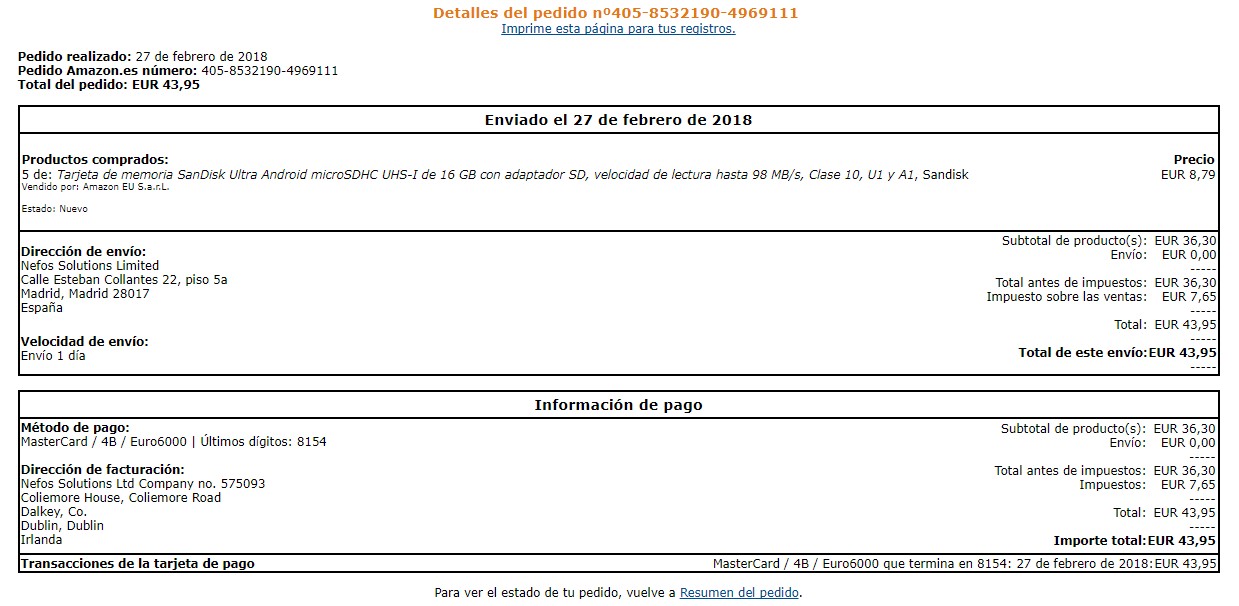 Detalles del pedido nº405-8532190-4969111
Imprime esta página para tus registros.
Pedido realizado: 27 de febrero de 2018
Pedido Amazon.es número: 405-8532190-4969111
Total del pedido: EUR 43,95
Enviado el 27 de febrero de 2018
Productos comprados: Precio
5 de: Tarjeta de memoria SanDisk Ultra Android microSDHC UHS-I de 16 GB con adaptador SD, velocidad de lectura hasta 98 MB/s, Clase 10, U1 y A1, Sandisk EUR 8,79
Vendido por: Amazon EU S.a.r.L.
Estado: Nuevo
Dirección de envío:
Nefos Solutions Limited
Calle Esteban Collantes 22, piso 5a
Madrid, Madrid 28017
España
Velocidad de envío:
Envío 1 día
Subtotal de producto(s): EUR 36,30
Envío: EUR 0,00
-----
Total antes de impuestos: EUR 36,30
Impuesto sobre las ventas: EUR 7,65
-----
Total: EUR 43,95
-----
Total de este envío:EUR 43,95
-----
Información de pago
Método de pago:
MasterCard / 4B / Euro6000 | Últimos dígitos: 8154
Dirección de facturación:
Nefos Solutions Ltd Company no. 575093
Coliemore House, Coliemore Road
Dalkey, Co.
Dublin, Dublin
Irlanda
Subtotal de producto(s): EUR 36,30
Envío: EUR 0,00
-----
Total antes de impuestos: EUR 36,30
Impuestos: EUR 7,65
-----
Total: EUR 43,95
-----
Importe total:EUR 43,95
Transacciones de la tarjeta de pago MasterCard / 4B / Euro6000 que termina en 8154: 27 de febrero de 2018:EUR 43,95
Para ver el estado de tu pedido, vuelve a Resumen del pedido.